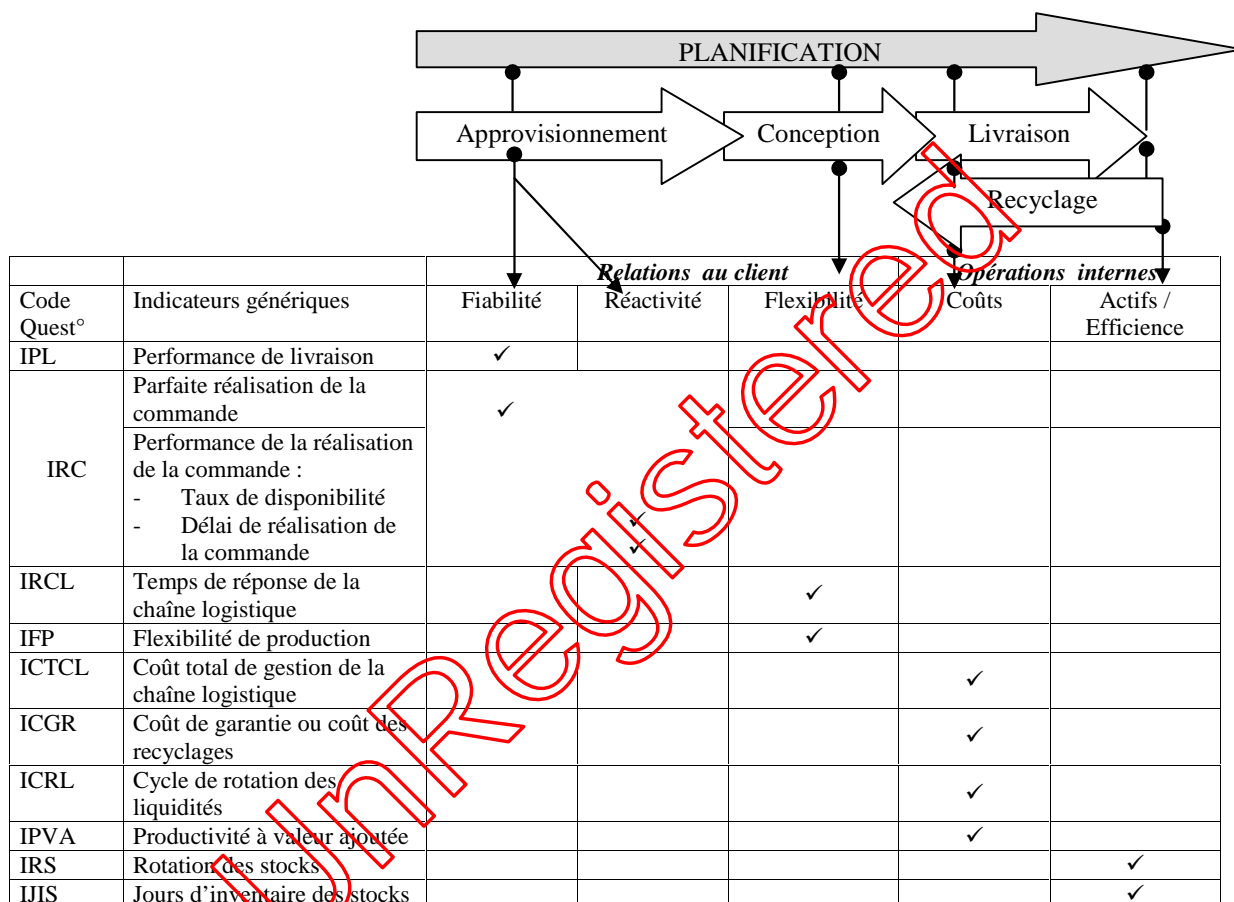 PLANIFICATION
Approvisionnement Conception Livraison
Recyclage
Relations au client Opérations internes
Code Indicateurs génériques Fiabilité Réactivité Flexibilité Coûts Actifs /
Quest° Efficience
IPL Performance de livraison ✓
Parfaite réalisation de la
commande ✓
Performance de la réalisation
IRC de la commande :
- Taux de disponibilité ✓
- Délai de réalisation de
la commande ✓
IRCL Temps de réponse de la
chaîne logistique ✓
IFP Flexibilité de production ✓
ICTCL Coût total de gestion de la
chaîne logistique ✓
ICGR Coût de garantie ou coût des
recyclages ✓
ICRL Cycle de rotation des
liquidités ✓
IPVA Productivité à valeur ajoutée ✓
IRS Rotation des stocks ✓
IJIS Jours d’inventaire des stocks ✓
UnRegistered